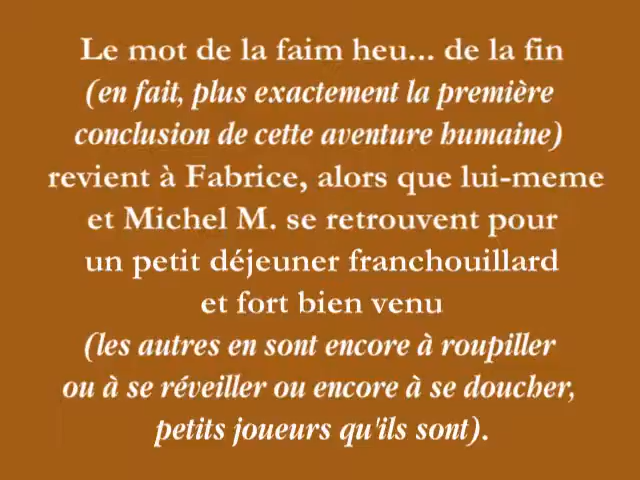 Le mot de la faim heu... de la fin
(en fait, plus exactement la première
conclusion de cette aventure humaine)
revient à Fabrice, alors que lui-meme
et Michel M. se retrouvent pour
un petit déjeuner franchouillard
et fort bien venu
(les autres en sont encore à roupiller
ou à se réveiller ou encore à se doucher,
petits joueurs qu'ils sont).